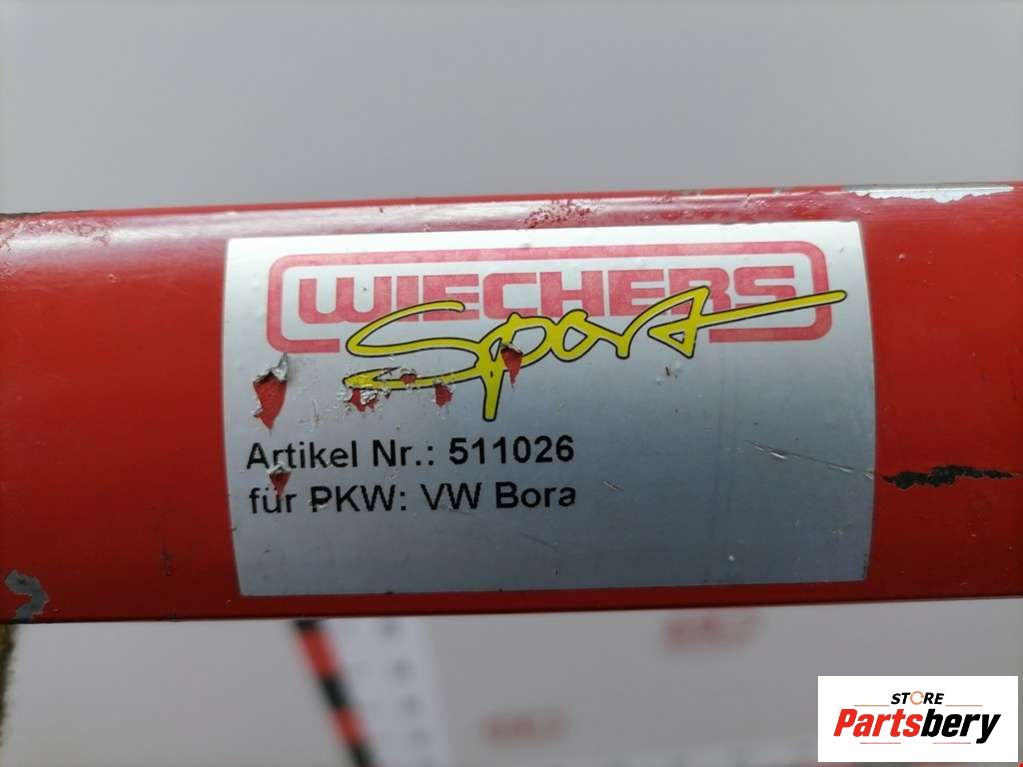 WIECHERS
Sport
Artikel Nr.: 511026
für PKW: VW Bora
STORE
Partsbery